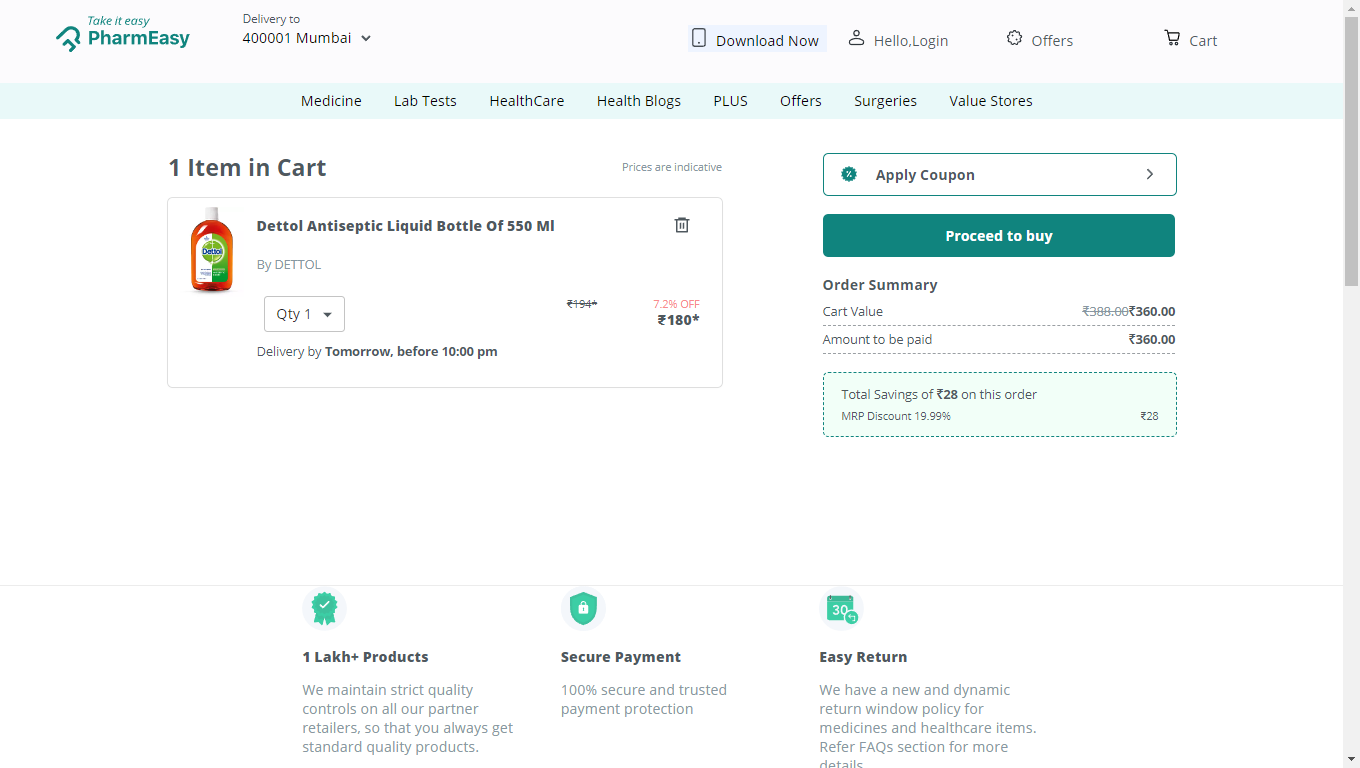 Take it easy
PharmEasy
Delivery to
400001 Mumbai
Download Now
Hello,Login
Offers
Cart
Medicine
Lab Tests
HealthCare
Health Blogs
PLUS
Offers
Surgeries
Value Stores
1 Item in Cart
Prices are indicative
Dettol Antiseptic Liquid Bottle Of 550 Ml
By DETTOL
Dettol
Qty 1
₹194*
7.2% OFF
₹180*
Delivery by Tomorrow, before 10:00 pm
Apply Coupon
Proceed to buy
Order Summary
Cart Value ₹388.00₹360.00
Amount to be paid ₹360.00
Total Savings of ₹28 on this order
MRP Discount 19.99% ₹28
1 Lakh+ Products
We maintain strict quality
controls on all our partner
retailers, so that you always get
standard quality products.
Secure Payment
100% secure and trusted
payment protection
30
Easy Return
We have a new and dynamic
return window policy for
medicines and healthcare items.
Refer FAQs section for more
details